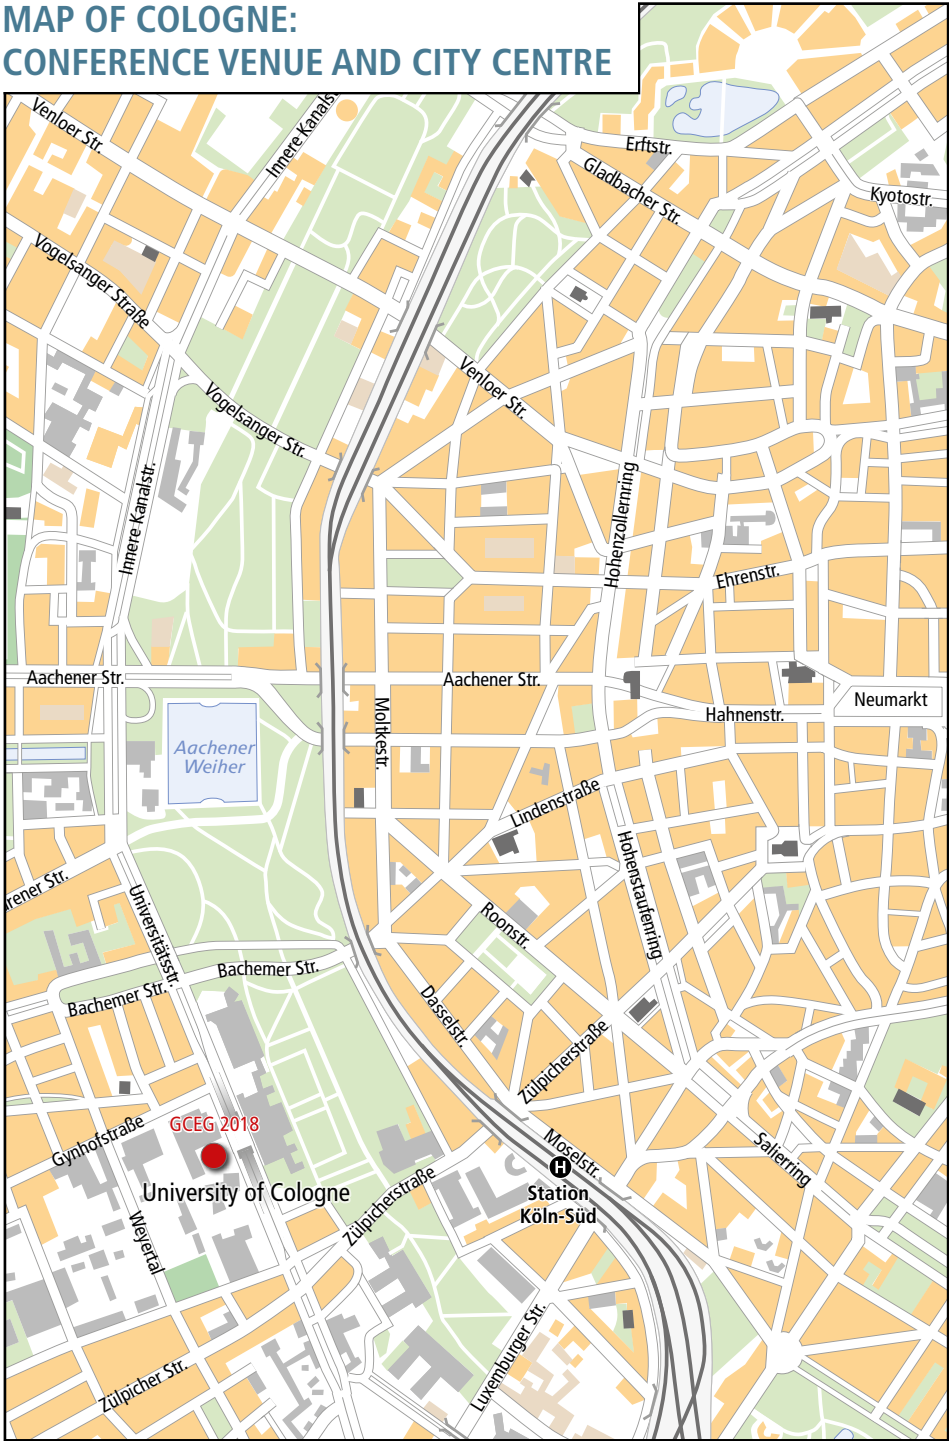 MAP OF COLOGNE:
CONFERENCE VENUE AND CITY CENTRE
Venloer Str.
Innere Kanalst
Erftstr.
Gladbacher Str.
Kyotostr.
Vogelsanger Straße
Venloer Str.
Vogelsanger Str.
Innere Kanalstr.
Hohenzollernring
Ehrenstr.
Aachener Str.
Aachener Str.
Neumarkt
Hahnenstr.
Moltkestr.
Aachener
Weiher
Lindenstraße
Hohenstaufenring
rener Str.
Universitätsstr.
Roonstr.
Bachemer Str.
Bachemer Str.
Dasselstr.
Zülpicherstraße
GCEG 2018
Gynhofstraße
Moselstr.
Salierring
H
University of Cologne
Station
Köln-Süd
Zülpicherstraße
Weyertal
Luxemburger Str.
Zülpicher Str.